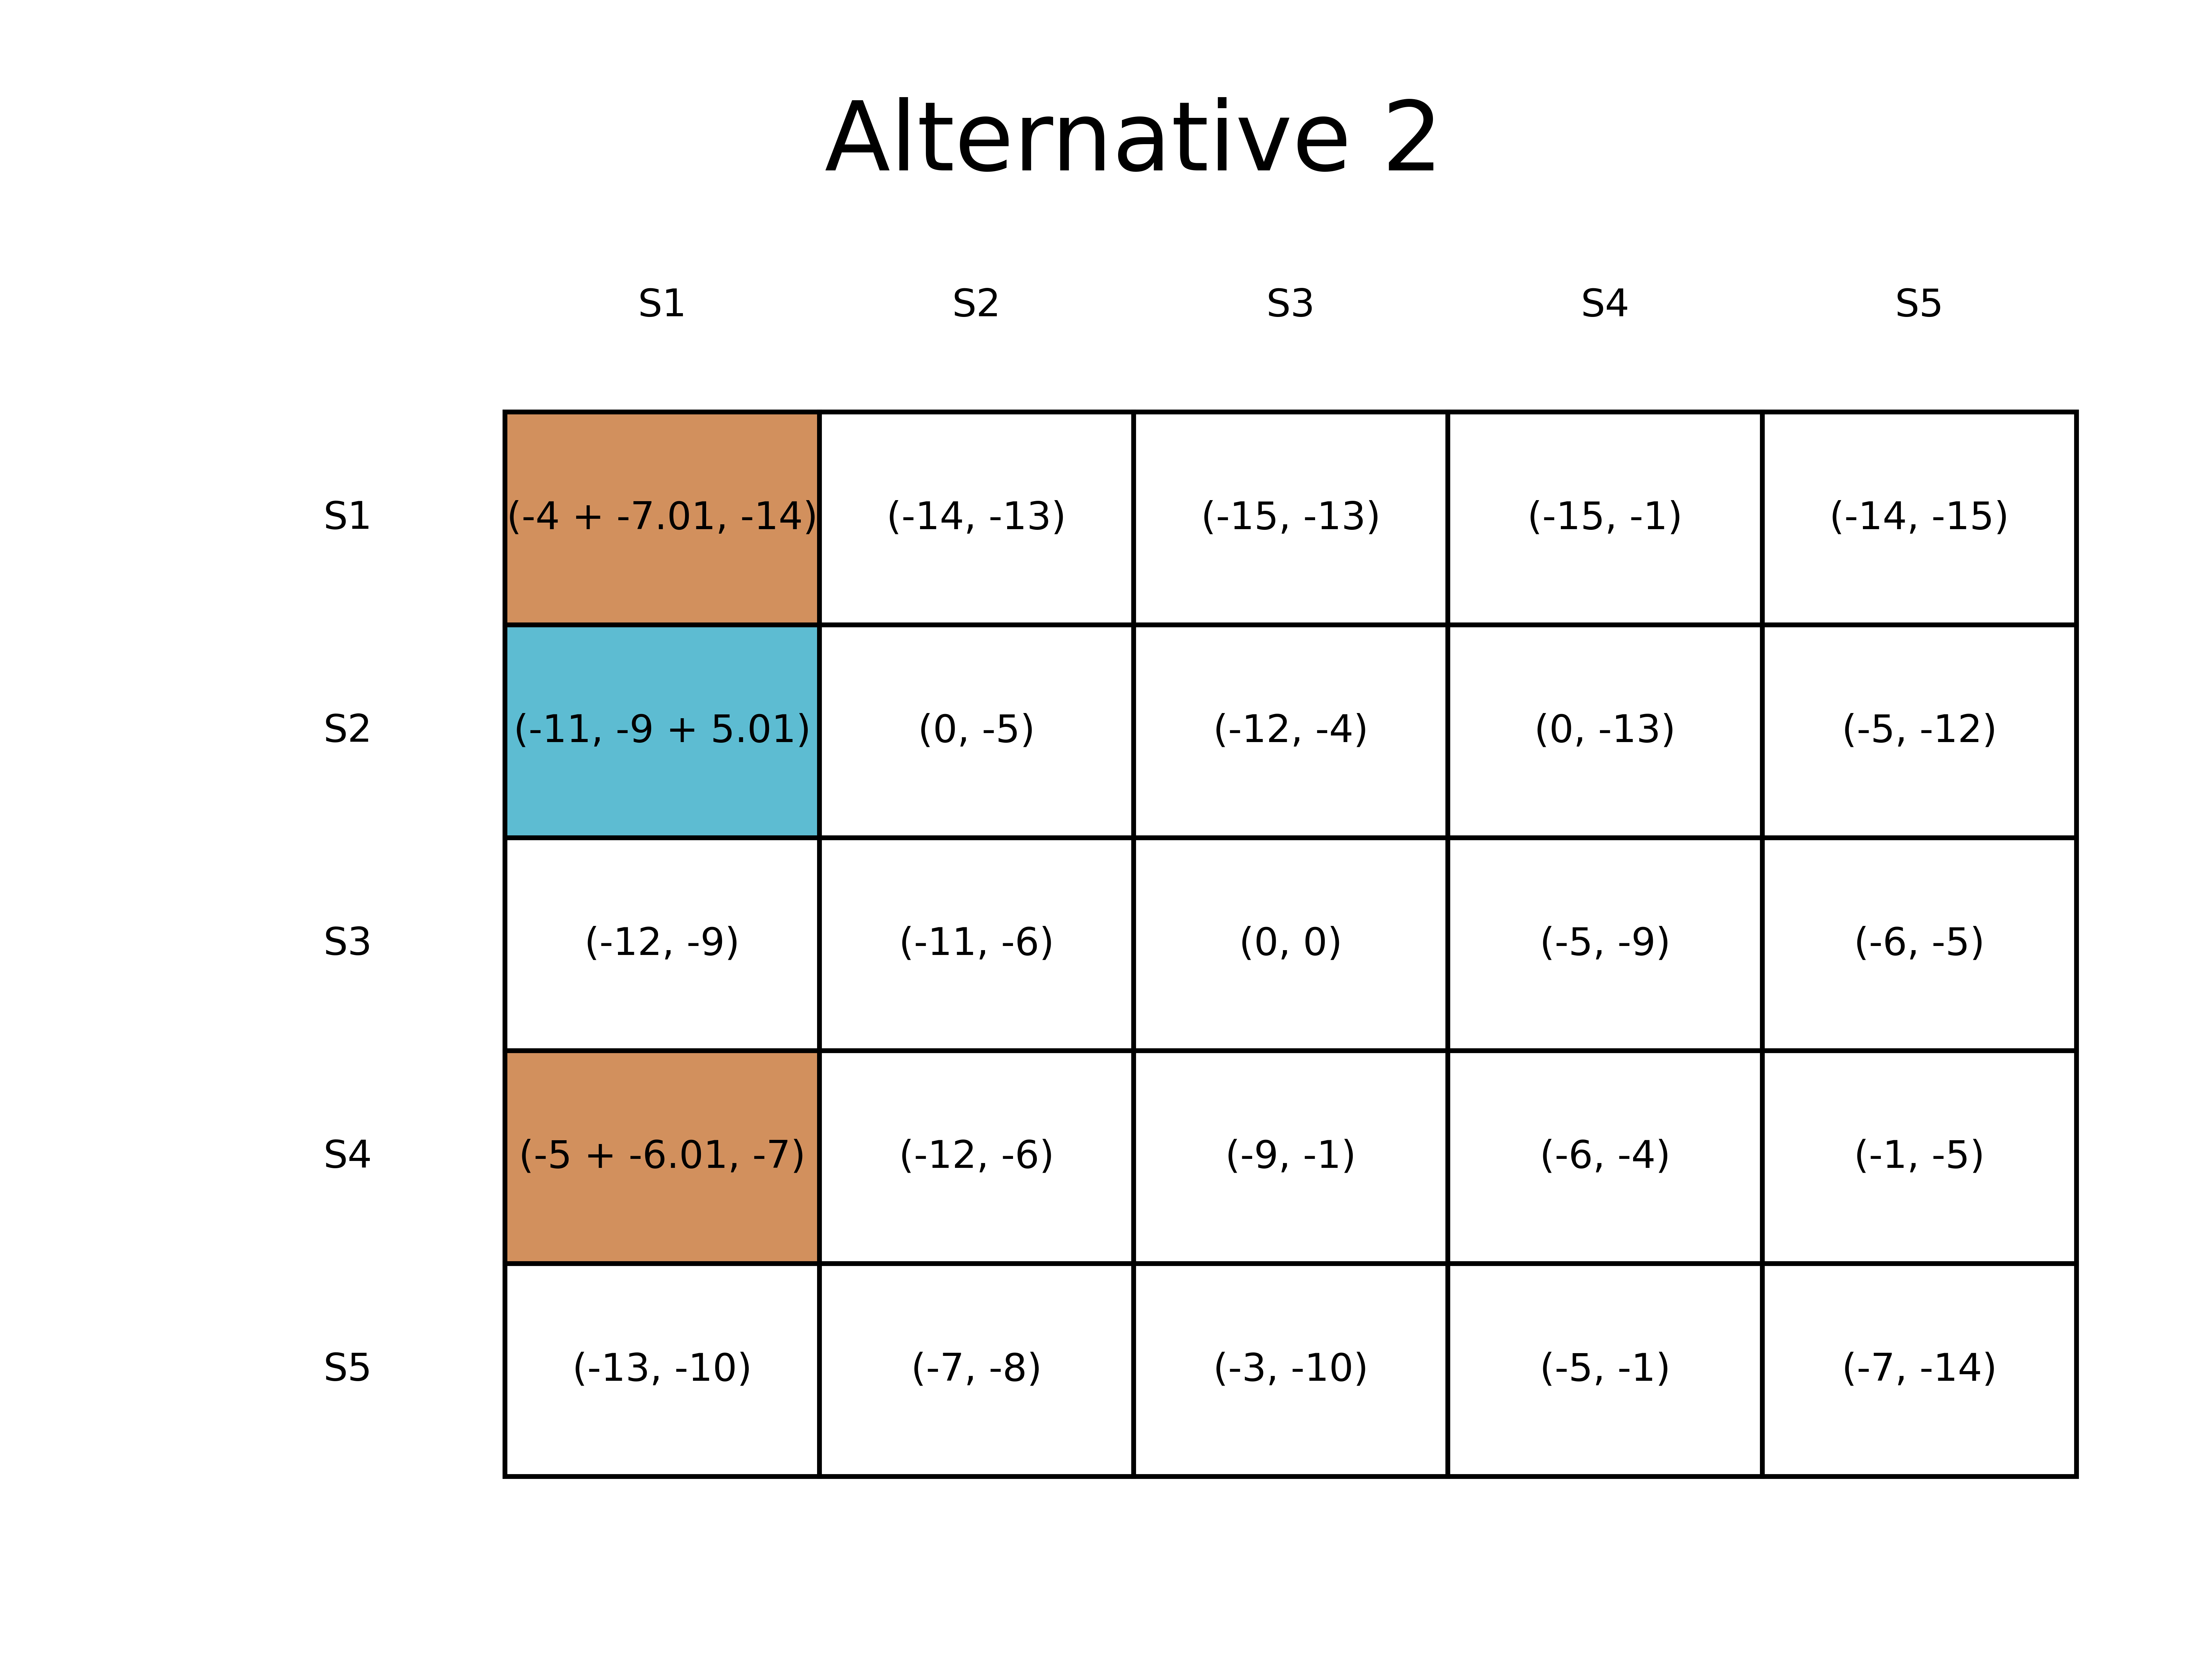 Alternative 2
S1 S2 S3 S4 S5
S1 (-4 + -7.01, -14) (-14, -13) (-15, -13) (-15, -1) (-14, -15)
S2 (-11, -9 + 5.01) (0, -5) (-12, -4) (0, -13) (-5, -12)
S3 (-12, -9) (-11, -6) (0, 0) (-5, -9) (-6, -5)
S4 (-5 + -6.01, -7) (-12, -6) (-9, -1) (-6, -4) (-1, -5)
S5 (-13, -10) (-7, -8) (-3, -10) (-5, -1) (-7, -14)